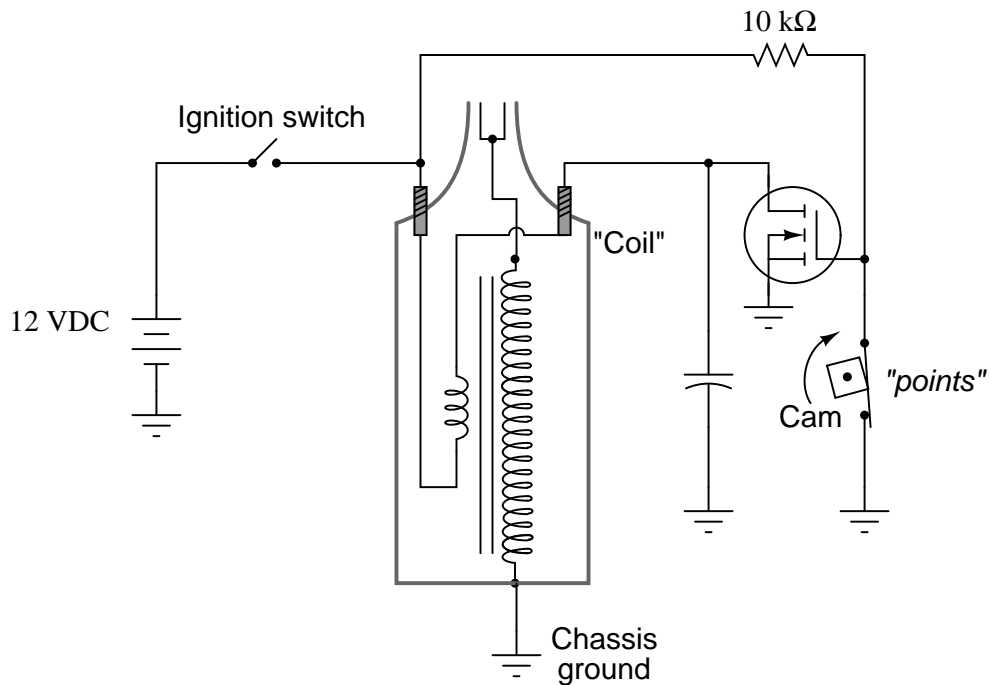 10 kΩ
Ignition switch
"Coil"
12 VDC
"points"
Cam
Chassis
ground